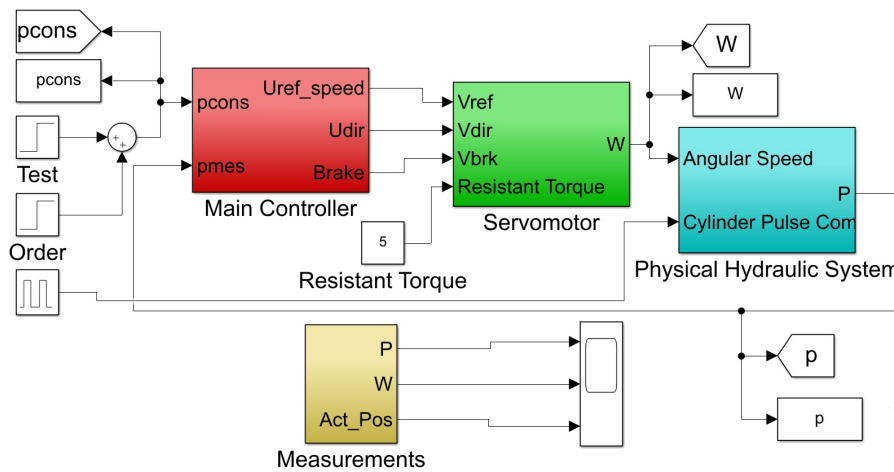 pcons
pcons
Test
+
+
Order
pcons
pmes
Uref_speed
Udir
Brake
Main Controller
5
Resistant Torque
Vref
Vdir
Vbrk
Resistant Torque
W
Servomotor
W
W
Angular Speed
Cylinder Pulse Com
P
Physical Hydraulic System
P
W
Act_Pos
Measurements
p
p